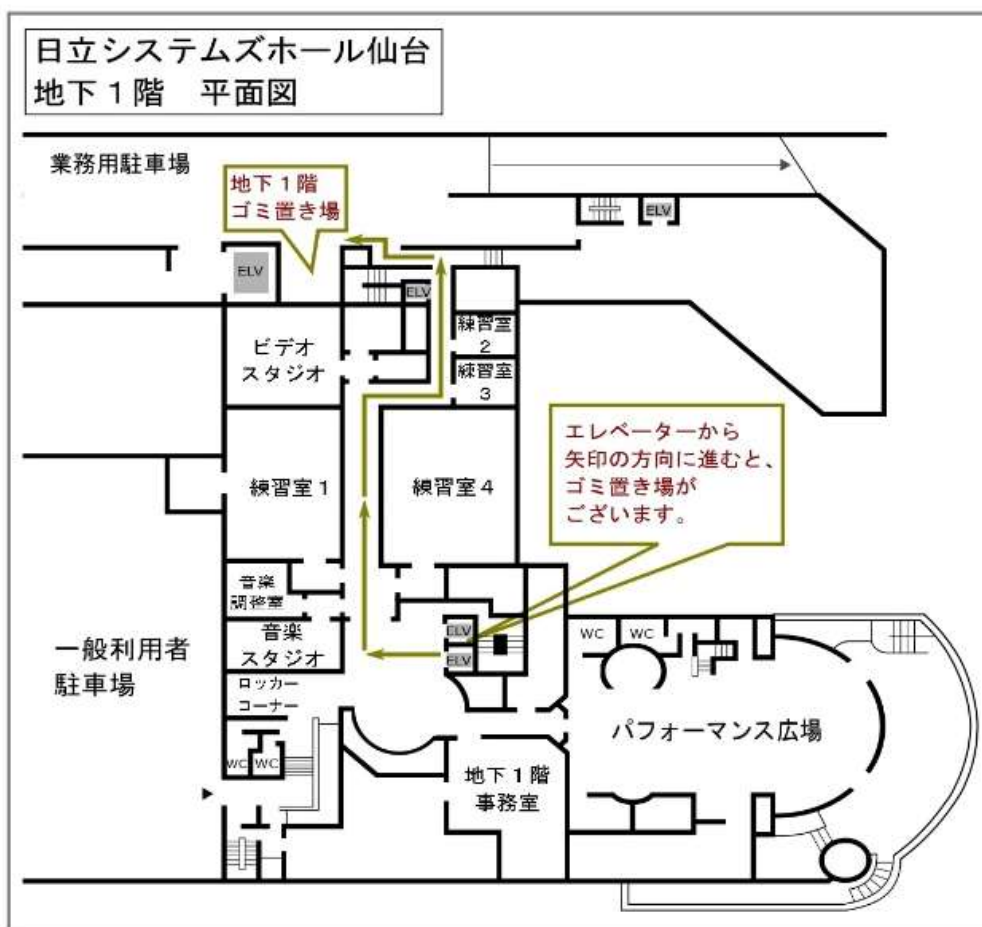 日立システムズホール仙台
地下1階　平面図
業務用駐車場
地下1階
ゴミ置き場
ELV
ELV
ELV
ビデオ
スタジオ
練習室
2
練習室
3
エレベーターから
矢印の方向に進むと、
ゴミ置き場が
ございます。
練習室1
練習室4
音楽
調整室
音楽
スタジオ
ELV
ELV
WC
WC
一般利用者
駐車場
ロッカー
コーナー
パフォーマンス広場
WC
WC
地下1階
事務室